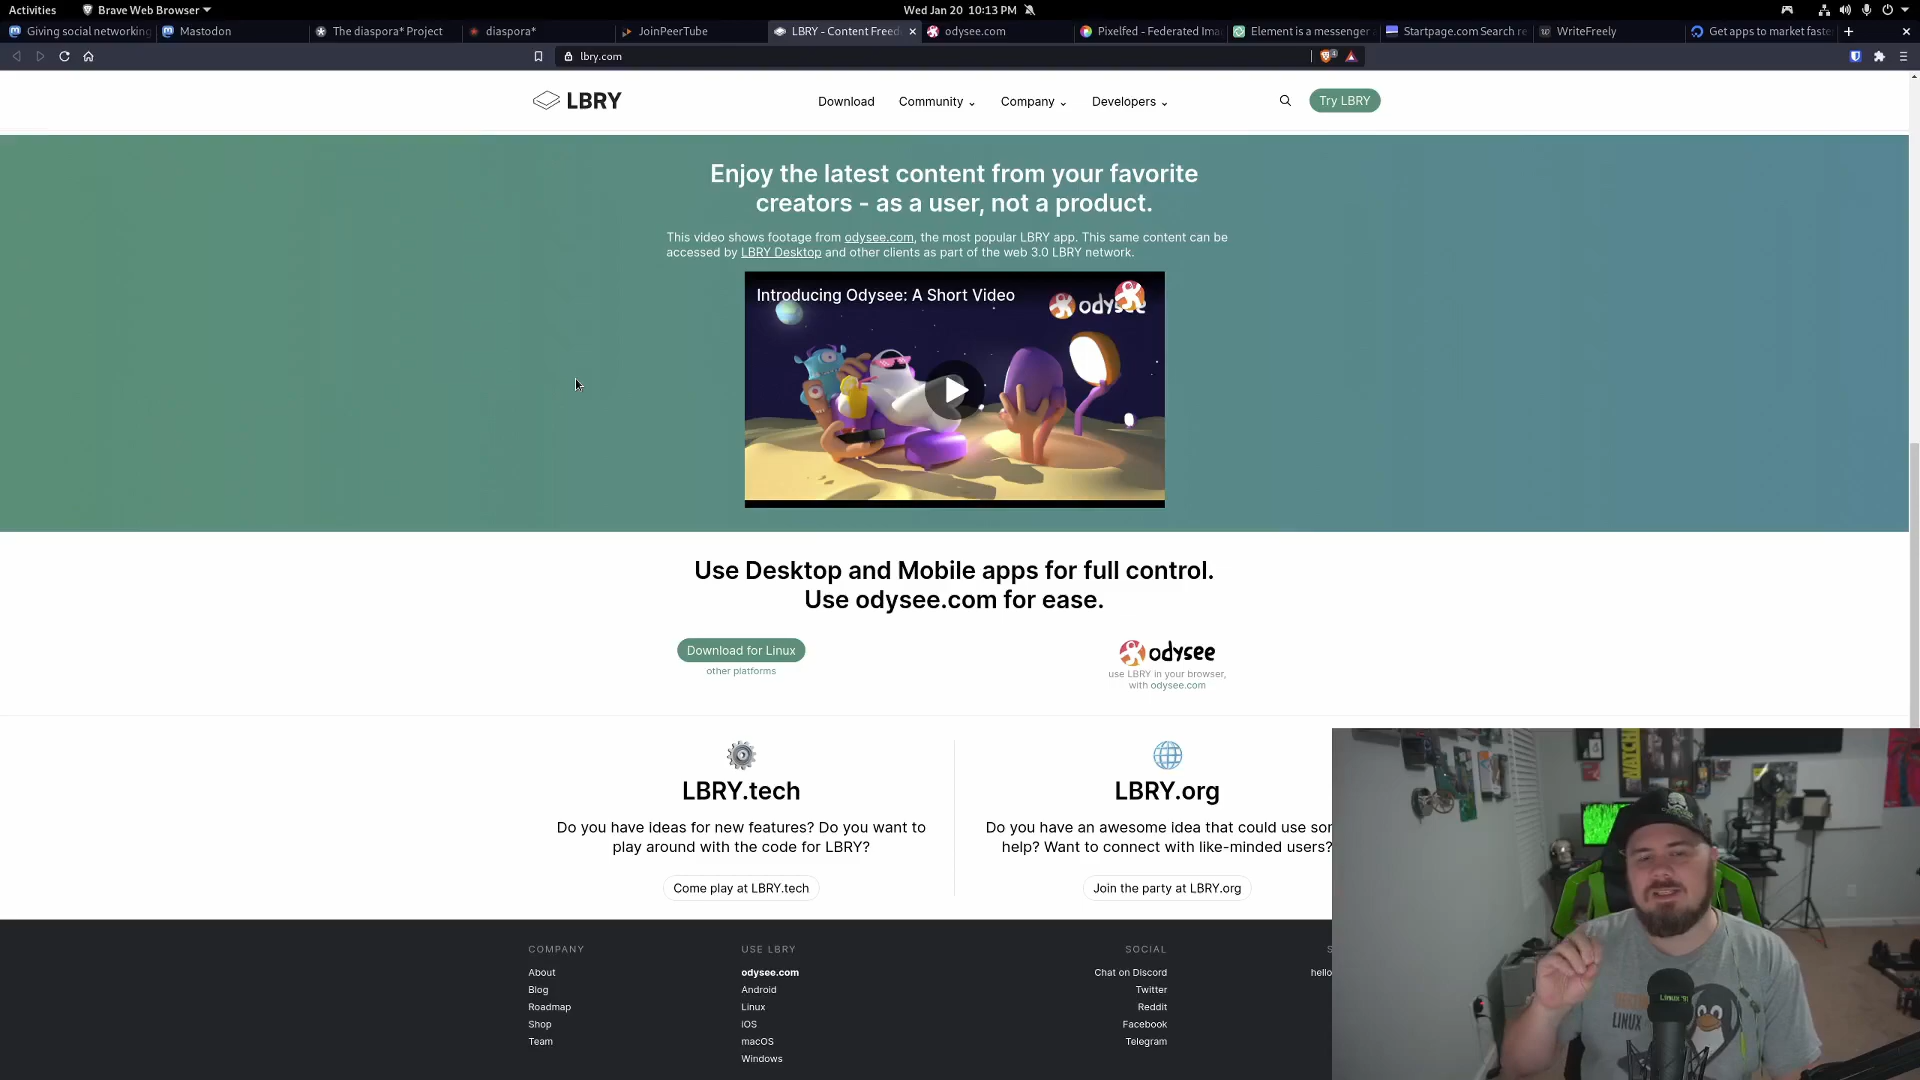 Activities
Brave Web Browser
Wed Jan 20 10:13 PM
Giving social networking
Mastodon
The diaspora* Project
diaspora*
JoinPeerTube
LBRY - Content Freed
odysee.com
Pixelfed - Federated Ima
Element is a messenger
Startpage.com Search re
WriteFreely
Get apps to market faste
lbry.com
LBRY
Download
Community
Company
Developers
Try LBRY
Enjoy the latest content from your favorite
creators - as a user, not a product.
This video shows footage from odysee.com, the most popular LBRY app. This same content can be
accessed by LBRY Desktop and other clients as part of the web 3.0 LBRY network.
Introducing Odysee: A Short Video
odysee
Use Desktop and Mobile apps for full control.
Use odysee.com for ease.
Download for Linux
other platforms
odysee
use LBRY in your browser,
with odysee.com
LBRY.tech
Do you have ideas for new features? Do you want to
play around with the code for LBRY?
Come play at LBRY.tech
LBRY.org
Do you have an awesome idea that could use so
help? Want to connect with like-minded users?
Join the party at LBRY.org
COMPANY
About
Blog
Roadmap
Shop
Team
USE LBRY
odysee.com
Android
Linux
iOS
macOS
Windows
SOCIAL
Chat on Discord
Twitter
Reddit
Facebook
Telegram
hello
LINUX